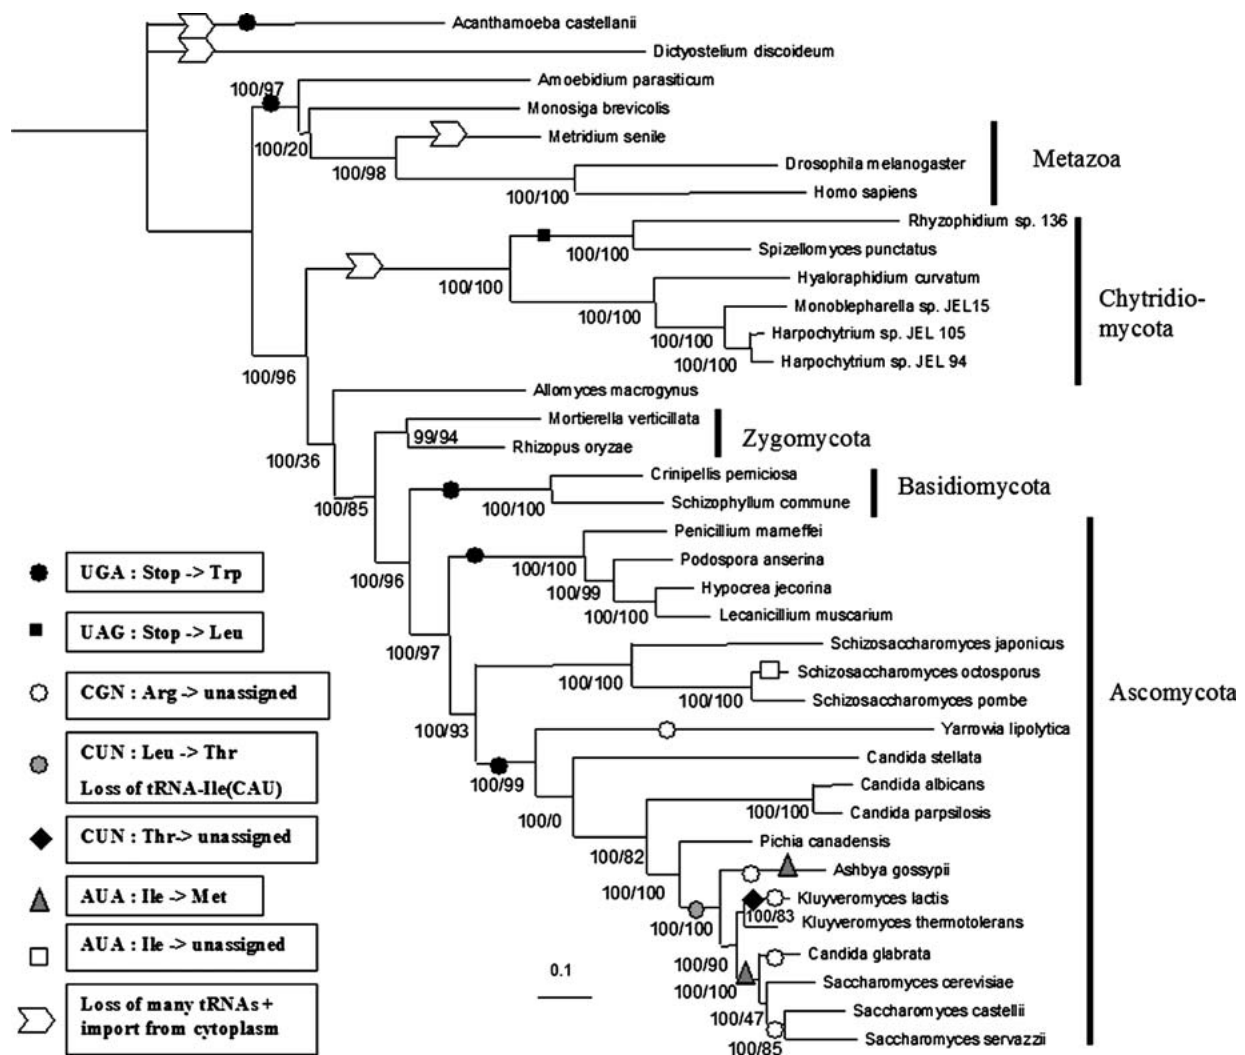 Acanthamoeba castellanii
Dictyostelium discoideum
100/97
Amoebidium parasiticum
Monosiga brevicolis
100/20
Metridium senile
Metazoa
100/98
Drosophila melanogaster
100/100
Homo sapiens
Rhyzophidium sp. 136
100/100
Spizellomyces punctatus
100/100
Hyaloraphidium curvatum
Chytridio-
mycota
100/100
Monoblepharella sp. JEL15
100/100
Harpochytrium sp. JEL 105
100/100
Harpochytrium sp. JEL 94
100/96
Allomyces macrogynus
Mortierella verticillata
99/94
Zygomycota
Rhizopus oryzae
100/36
Crinipellis perniciosa
Basidiomycota
100/85
100/100
Schizophyllum commune
Penicillium marneffei
100/100
Podospora anserina
100/96
100/99
Hypocrea jecorina
100/100
Lecanicillium muscarium
Schizosaccharomyces japonicus
100/97
100/100
Schizosaccharomyces octosporus
100/100
Schizosaccharomyces pombe
Ascomycota
100/93
Yarrowia lipolytica
Candida stellata
100/99
Candida albicans
100/100
Candida parpsilosis
100/0
Pichia canadensis
100/82
Ashbya gossypii
100/100
Kluyveromyces lactis
100/83
Kluyveromyces thermotolerans
100/100
Candida glabrata
100/90
Saccharomyces cerevisiae
100/100
Saccharomyces castellii
100/47
Saccharomyces servazzii
100/85
0.1
UGA : Stop -> Trp
UAG : Stop -> Leu
CGN : Arg -> unassigned
CUN : Leu -> Thr
Loss of tRNA-Ile(CAU)
CUN : Thr-> unassigned
AUA : Ile -> Met
AUA : Ile -> unassigned
Loss of many tRNAs +
import from cytoplasm